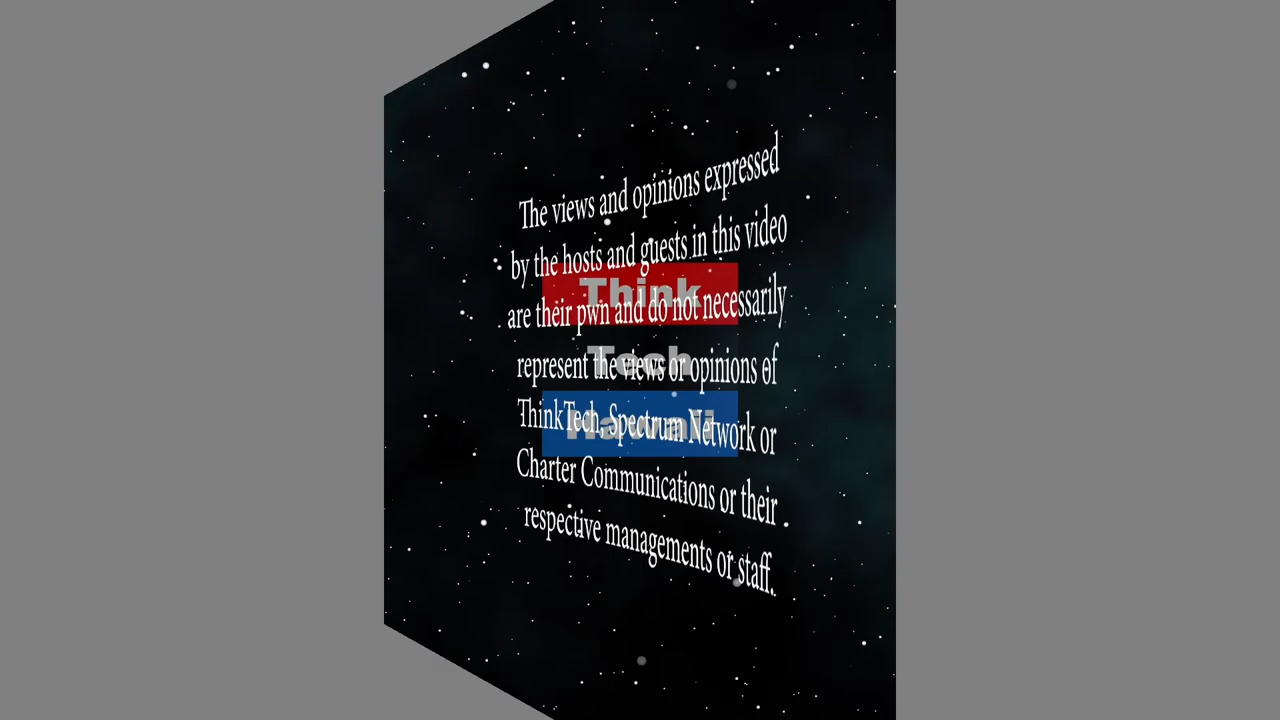 The views and opinions expressed
by the hosts and guests in this video
are their pwn and do not necessarily
represent the views or opinions of
ThinkTech, Spectrum Network or
Charter Communications or their
respective managements or staff.
Think
Tech
Hawaii